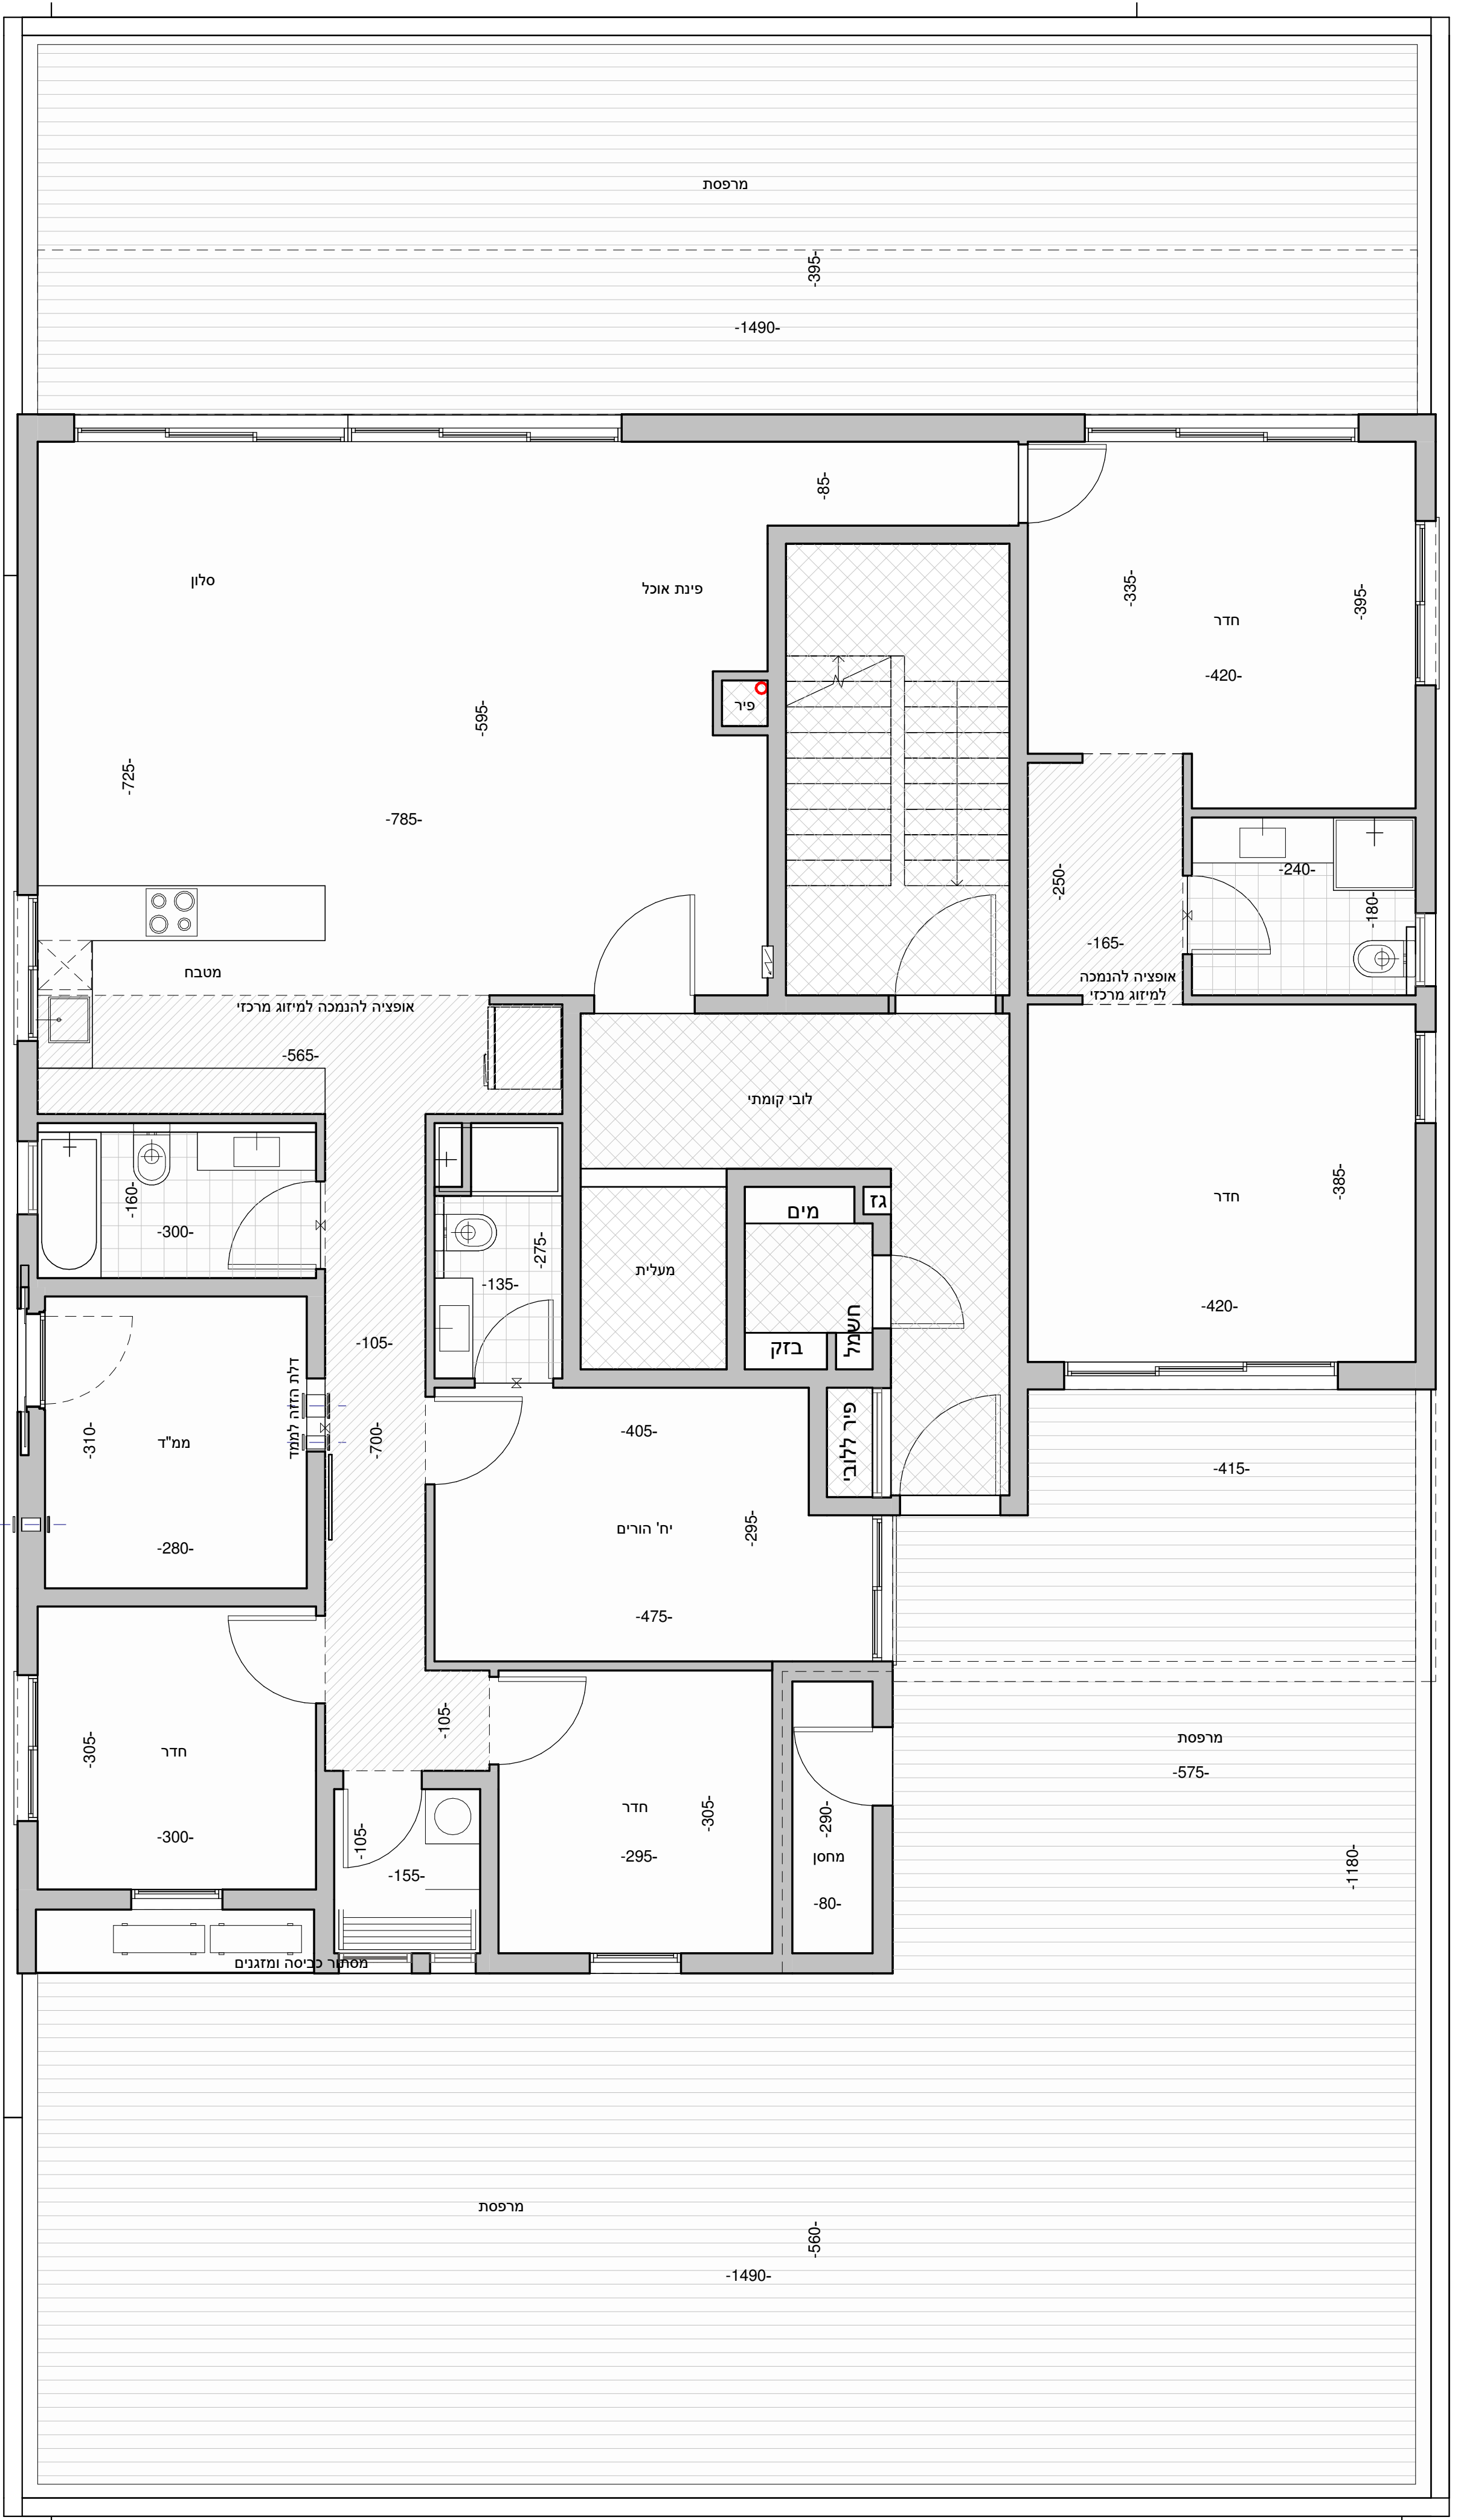 מרפסת
-395-
-1490-
-85-
סלון
פינת אוכל
-335-
חדר
-395-
-420-
פיר
-595-
-725-
-785-
-240-
-250-
-180-
-165-
מטבח
אופציה להנמכה
למיזוג מרכזי
אופציה להנמכה למיזוג מרכזי
-565-
לובי קומתי
-160-
-300-
מים
גז
חדר
-385-
-275-
-135-
מעלית
-420-
חשמל
בזק
-105-
דלת הזזה לממד
-310-
ממ"ד
-700-
-405-
פיר ללובי
-415-
-280-
יח' הורים
-295-
-475-
-105-
מרפסת
-575-
-305-
חדר
-300-
חדר
-305-
-295-
-290-
מחסן
-80-
-105-
-155-
-1180-
מסתור כביסה ומזגנים
מרפסת
-560-
-1490-